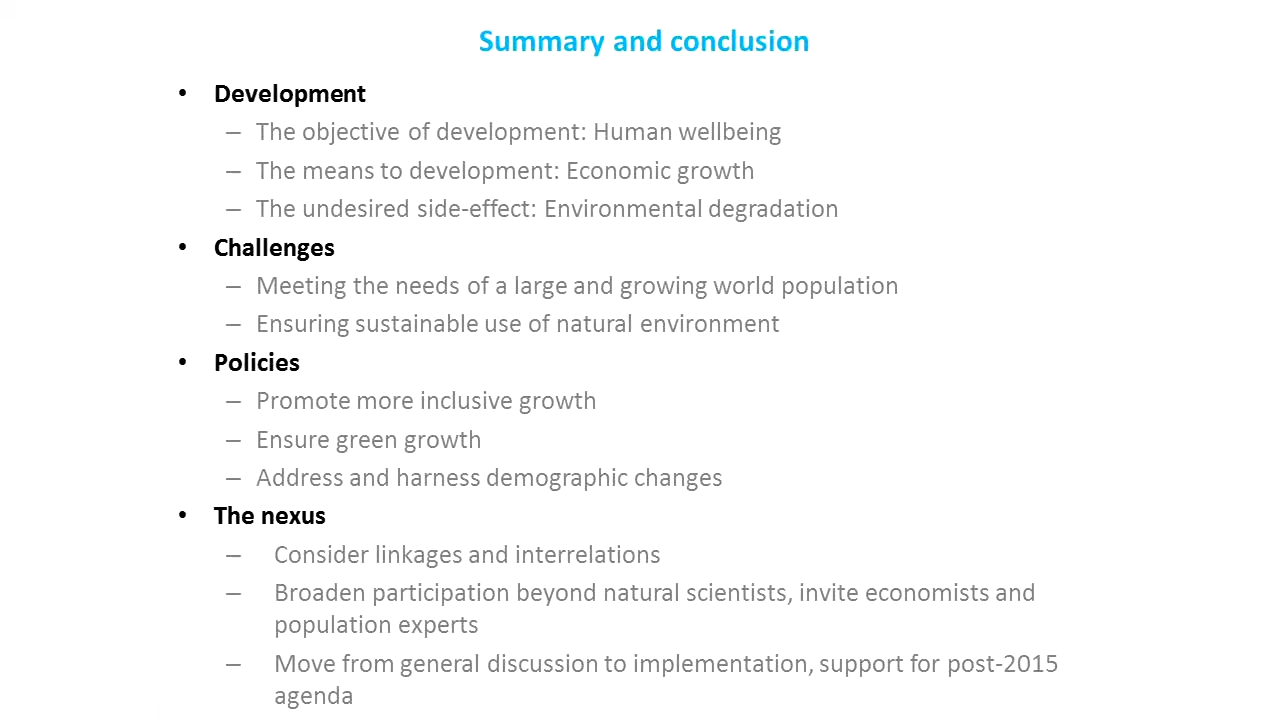 Summary and conclusion
• Development
– The objective of development: Human wellbeing
– The means to development: Economic growth
– The undesired side-effect: Environmental degradation
• Challenges
– Meeting the needs of a large and growing world population
– Ensuring sustainable use of natural environment
• Policies
– Promote more inclusive growth
– Ensure green growth
– Address and harness demographic changes
• The nexus
– Consider linkages and interrelations
– Broaden participation beyond natural scientists, invite economists and
population experts
– Move from general discussion to implementation, support for post-2015
agenda